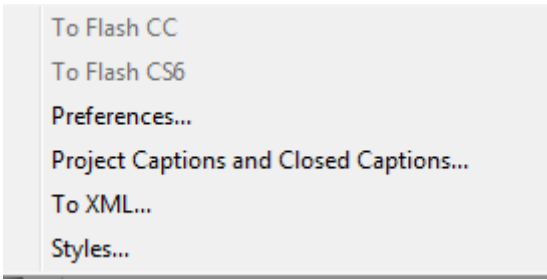 To Flash CC
To Flash CS6
Preferences...
Project Captions and Closed Captions...
To XML...
Styles...